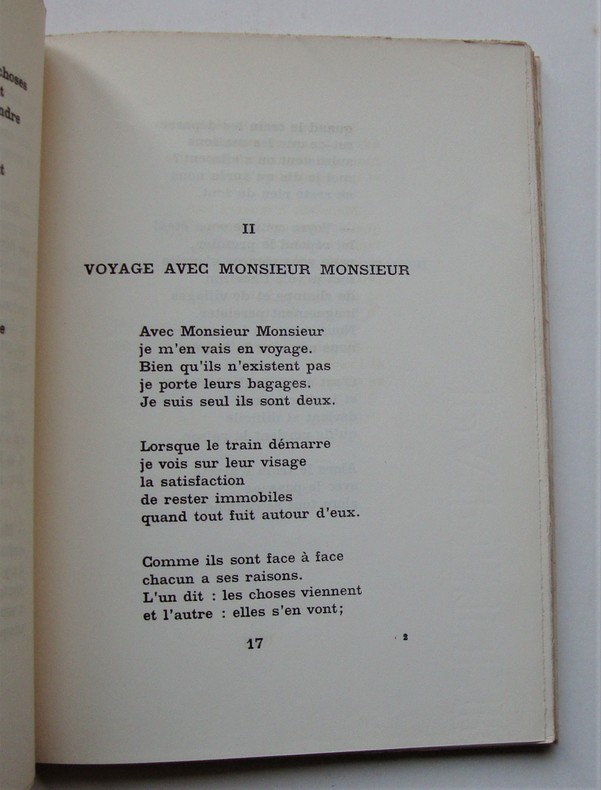 choses
t
ndre
t
e
II
VOYAGE AVEC MONSIEUR MONSIEUR
Avec Monsieur Monsieur
je m'en vais en voyage.
Bien qu'ils n'existent pas
je porte leurs bagages.
Je suis seul ils sont deux.
Lorsque le train démarre
je vois sur leur visage
la satisfaction
de rester immobiles
quand tout fuit autour d'eux.
Comme ils sont face à face
chacun a ses raisons.
L'un dit : les choses viennent
et l'autre : elles s'en vont;
17
2